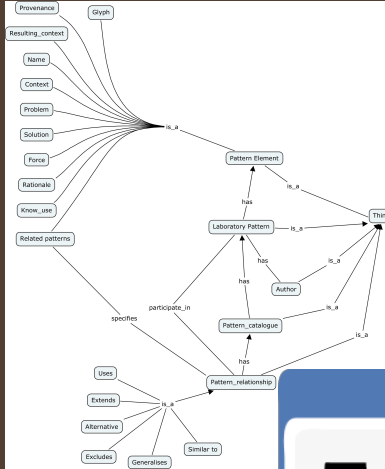 Provenance
Glyph
Resulting_context
Name
Context
Problem
is_a
Solution
Pattern Element
Force
is_a
Rationale
has
Know_use
Thin
Laboratory Pattern
is_a
Related patterns
has
is_a
has
Author
participate_in
is_a
specifies
Pattern_catalogue
is_a
has
Uses
Pattern_relationship
Extends
is_a
Alternative
Similar to
Excludes
Generalises